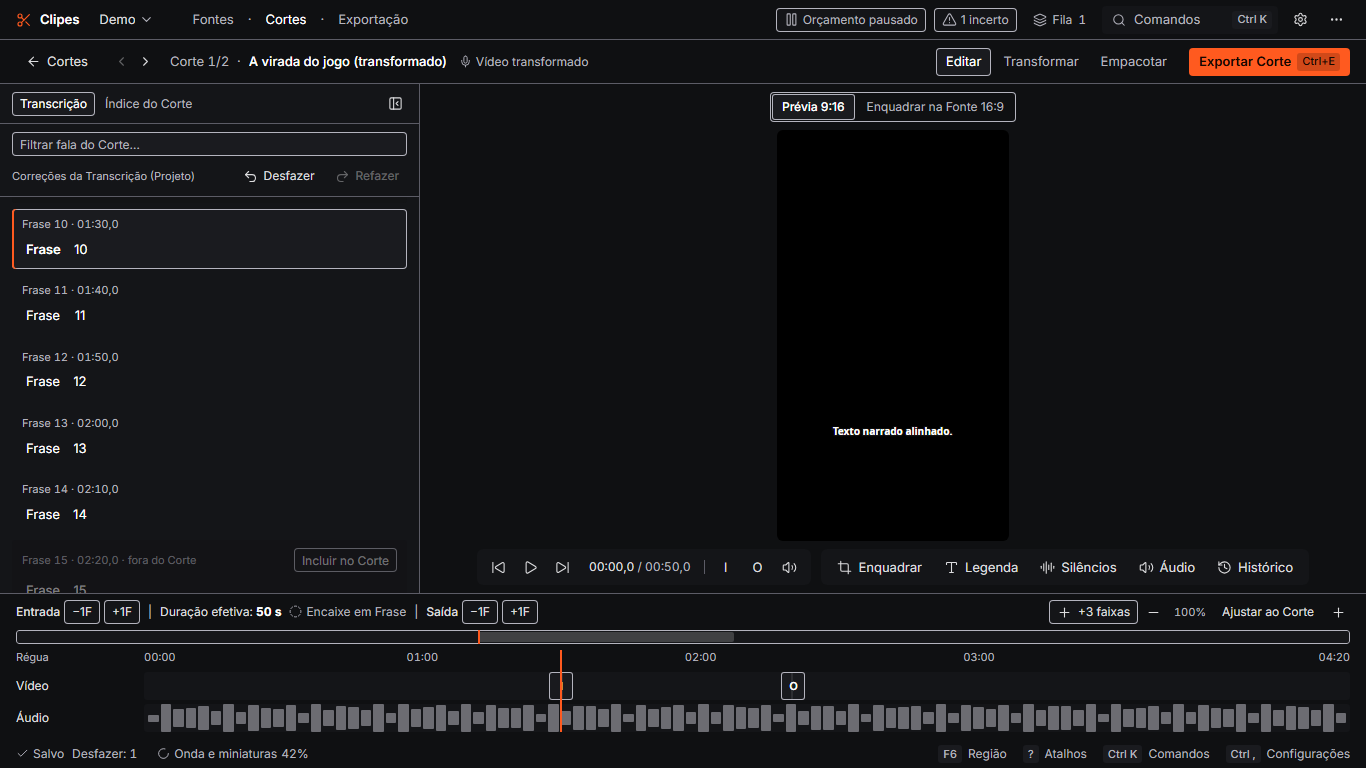 Clipes Demo Fontes · Cortes · Exportação Orçamento pausado 1 incerto Fila 1 Comandos Ctrl K
Cortes Corte 1/2 · A virada do jogo (transformado) Vídeo transformado Editar Transformar Empacotar Exportar Corte Ctrl+E
Transcrição Índice do Corte
Prévia 9:16 Enquadrar na Fonte 16:9
Filtrar fala do Corte...
Correções da Transcrição (Projeto) Desfazer Refazer
Frase 10 · 01:30,0
Frase 10
Frase 11 · 01:40,0
Frase 11
Frase 12 · 01:50,0
Frase 12
Frase 13 · 02:00,0
Frase 13
Frase 14 · 02:10,0
Frase 14
Frase 15 · 02:20,0 · fora do Corte Incluir no Corte
Frase 15
Texto narrado alinhado.
00:00,0 / 00:50,0 I O Enquadrar Legenda Silêncios Áudio Histórico
Entrada −1F +1F Duração efetiva: 50 s Encaixe em Frase Saída −1F +1F +3 faixas 100% Ajustar ao Corte
Régua 00:00 01:00 02:00 03:00 04:20
Vídeo O
Áudio
Salvo Desfazer: 1 Onda e miniaturas 42% F6 Região ? Atalhos Ctrl K Comandos Ctrl , Configurações